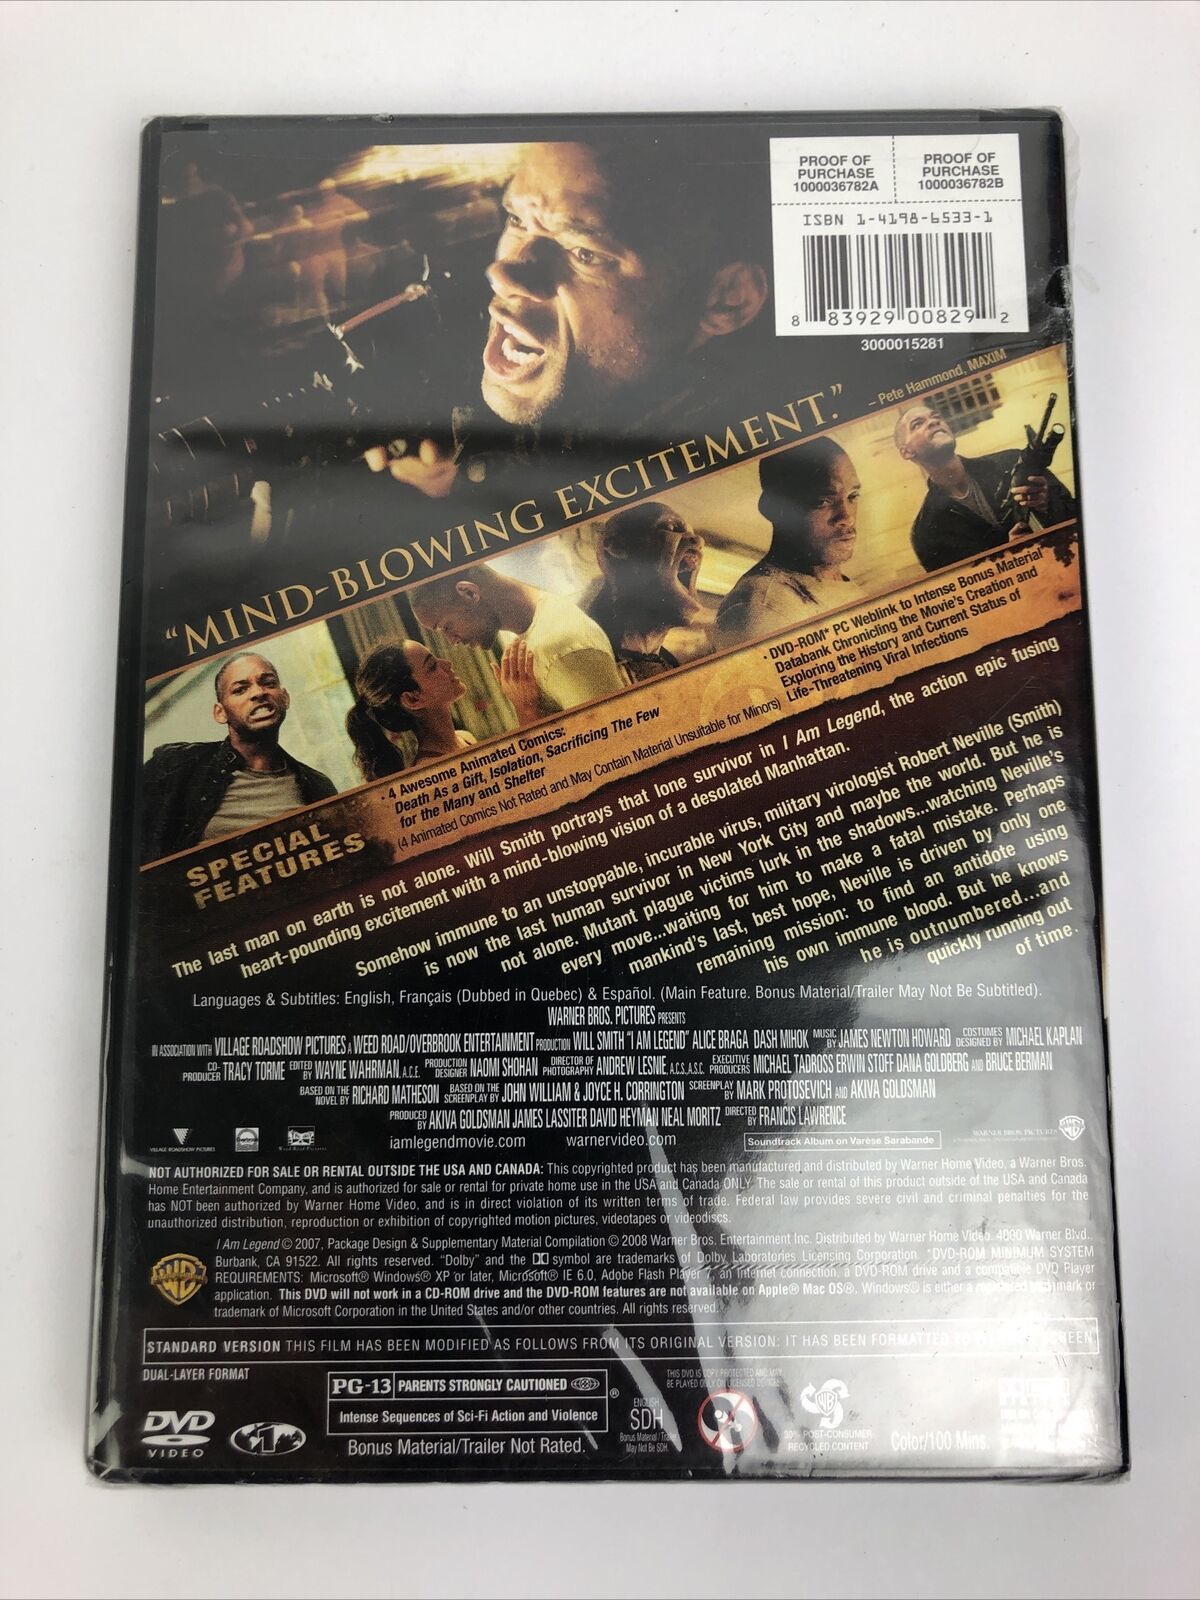 PROOF OF
PURCHASE
1000036782A
PROOF OF
PURCHASE
1000036782B
ISBN 1-4198-6533-1
8 83929 00829 2
3000015281
“MIND-BLOWING EXCITEMENT.”
– Pete Hammond, MAXIM
SPECIAL
FEATURES
· 4 Awesome Animated Comics:
Death As a Gift, Isolation, Sacrificing The Few
for the Many and Shelter
(4 Animated Comics Not Rated and May Contain Material Unsuitable for Minors)
· DVD-ROM* PC Weblink to Intense Bonus Material
Databank Chronicling the Movie's Creation and
Exploring the History and Current Status of
Life-Threatening Viral Infections
The last man on earth is not alone. Will Smith portrays that lone survivor in I Am Legend, the action epic fusing
heart-pounding excitement with a mind-blowing vision of a desolated Manhattan.
Somehow immune to an unstoppable, incurable virus, military virologist Robert Neville (Smith)
is now the last human survivor in New York City and maybe the world. But he is
not alone. Mutant plague victims lurk in the shadows...watching Neville's
every move...waiting for him to make a fatal mistake. Perhaps
mankind's last, best hope, Neville is driven by only one
remaining mission: to find an antidote using
his own immune blood. But he knows
he is outnumbered...and
quickly running out
of time.
Languages & Subtitles: English, Français (Dubbed in Quebec) & Español. (Main Feature. Bonus Material/Trailer May Not Be Subtitled).
WARNER BROS. PICTURES PRESENTS
IN ASSOCIATION WITH VILLAGE ROADSHOW PICTURES A WEED ROAD/OVERBROOK ENTERTAINMENT PRODUCTION WILL SMITH "I AM LEGEND" ALICE BRAGA DASH MIHOK MUSIC BY JAMES NEWTON HOWARD COSTUMES DESIGNED BY MICHAEL KAPLAN
CO-PRODUCER TRACY TORME EDITED BY WAYNE WAHRMAN, A.C.E. PRODUCTION DESIGNER NAOMI SHOHAN DIRECTOR OF PHOTOGRAPHY ANDREW LESNIE, A.C.S., A.S.C. EXECUTIVE PRODUCERS MICHAEL TADROSS ERWIN STOFF DANA GOLDBERG AND BRUCE BERMAN
BASED ON THE NOVEL BY RICHARD MATHESON BASED ON THE SCREENPLAY BY JOHN WILLIAM & JOYCE H. CORRINGTON SCREENPLAY BY MARK PROTOSEVICH AND AKIVA GOLDSMAN
PRODUCED BY AKIVA GOLDSMAN JAMES LASSITER DAVID HEYMAN NEAL MORITZ DIRECTED BY FRANCIS LAWRENCE
VILLAGE ROADSHOW PICTURES
iamlegendmovie.com warnervideo.com
Soundtrack Album on Varèse Sarabande
WARNER BROS. PICTURES
NOT AUTHORIZED FOR SALE OR RENTAL OUTSIDE THE USA AND CANADA: This copyrighted product has been manufactured and distributed by Warner Home Video, a Warner Bros.
Home Entertainment Company, and is authorized for sale or rental for private home use in the USA and Canada ONLY. The sale or rental of this product outside of the USA and Canada
has NOT been authorized by Warner Home Video, and is in direct violation of its written terms of trade. Federal law provides severe civil and criminal penalties for the
unauthorized distribution, reproduction or exhibition of copyrighted motion pictures, videotapes or videodiscs.
I Am Legend © 2007, Package Design & Supplementary Material Compilation © 2008 Warner Bros. Entertainment Inc. Distributed by Warner Home Video. 4000 Warner Blvd.,
Burbank, CA 91522. All rights reserved. "Dolby" and the symbol are trademarks of Dolby Laboratories Licensing Corporation. *DVD-ROM MINIMUM SYSTEM
REQUIREMENTS: Microsoft® Windows® XP or later, Microsoft® IE 6.0, Adobe Flash Player 7, an Internet connection, a DVD-ROM drive and a compatible DVD Player
application. This DVD will not work in a CD-ROM drive and the DVD-ROM features are not available on Apple® Mac OS®. Windows® is either a registered trademark or
trademark of Microsoft Corporation in the United States and/or other countries. All rights reserved.
STANDARD VERSION THIS FILM HAS BEEN MODIFIED AS FOLLOWS FROM ITS ORIGINAL VERSION: IT HAS BEEN FORMATTED TO SCREEN
DUAL-LAYER FORMAT
DVD
VIDEO
1
PG-13 PARENTS STRONGLY CAUTIONED ®
Intense Sequences of Sci-Fi Action and Violence
Bonus Material/Trailer Not Rated.
THIS DVD IS COPY PROTECTED AND MAY
BE PLAYED ONLY ON LICENSED DEVICES.
ENGLISH
SDH
Bonus Material/Trailer
May Not Be SDH.
30% POST-CONSUMER
RECYCLED CONTENT
Color/100 Mins.